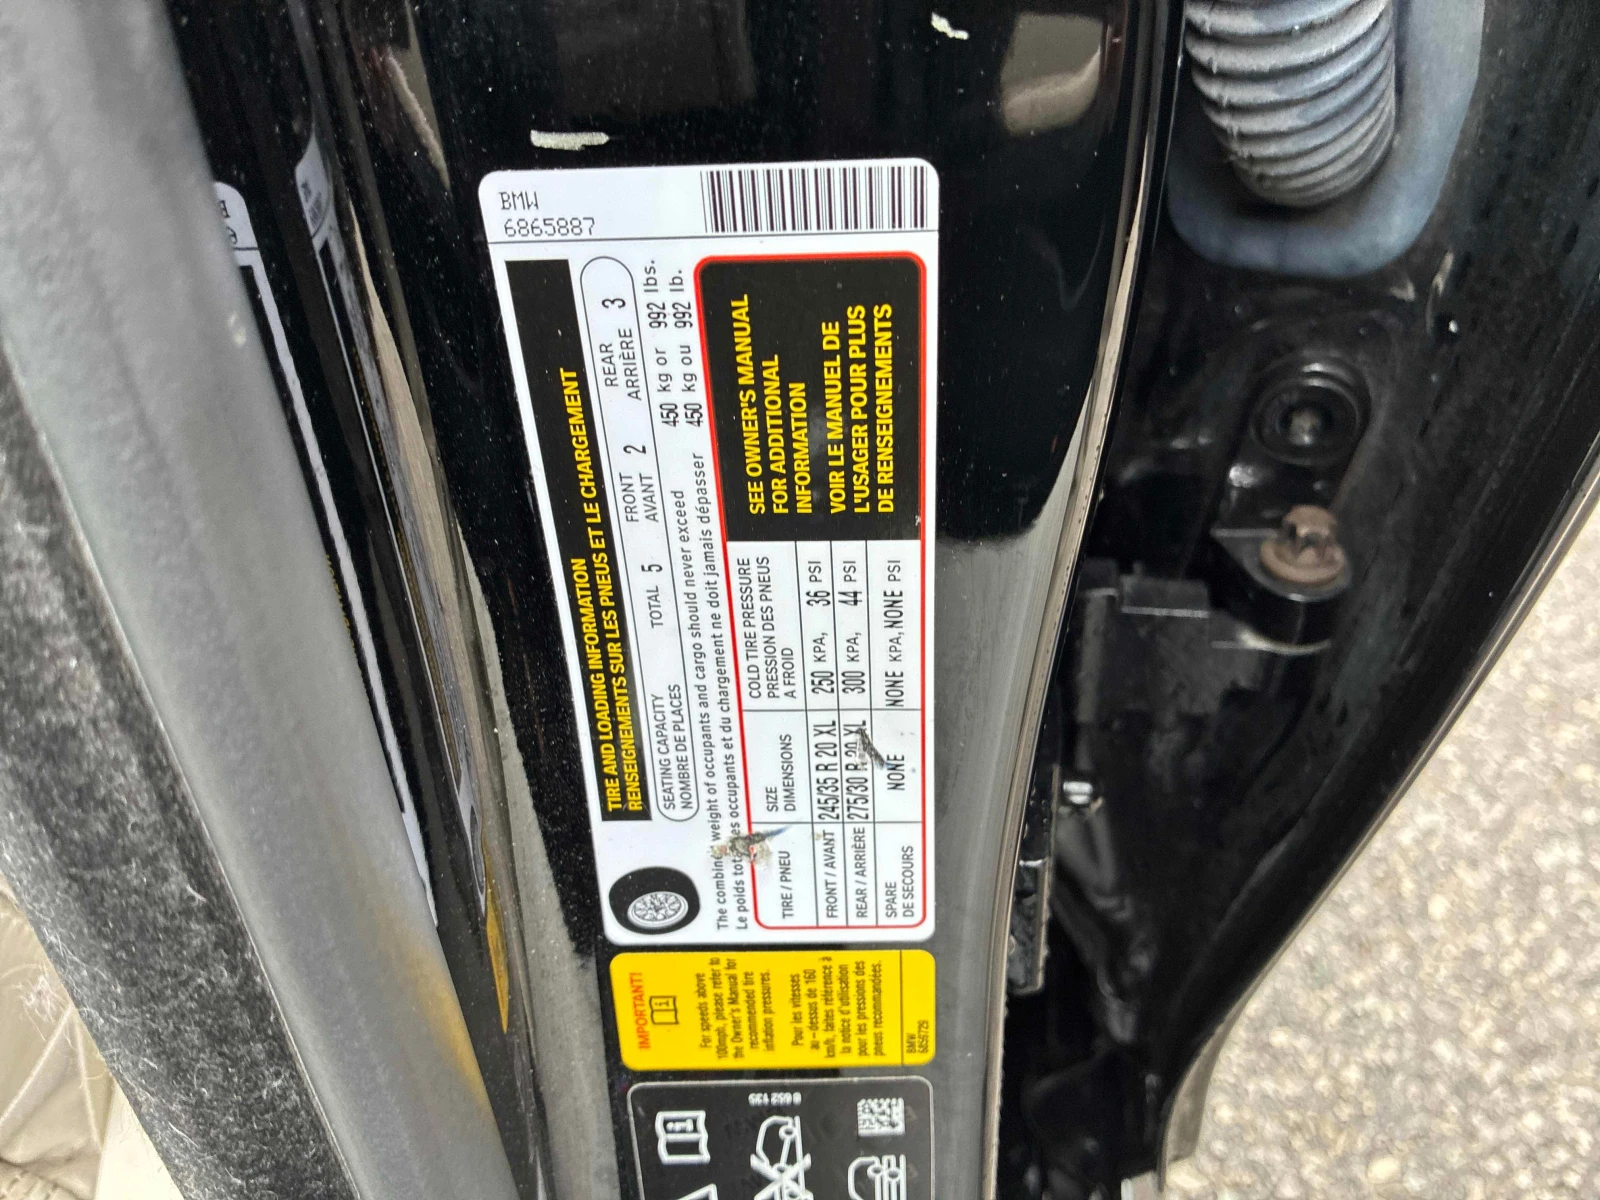 BMW
6865887
TIRE AND LOADING INFORMATION
RENSEIGNEMENTS SUR LES PNEUS ET LE CHARGEMENT
SEATING CAPACITY TOTAL 5 FRONT 2 REAR 3
NOMBRE DE PLACES AVANT ARRIÈRE
The combine weight of occupants and cargo should never exceed 450 kg or 992 lbs.
Le poids tot es occupants et du chargement ne doit jamais dépasser 450 kg ou 992 lb.
TIRE / PNEU SIZE DIMENSIONS COLD TIRE PRESSURE PRESSION DES PNEUS A FROID
FRONT / AVANT 245/35 R 20 XL 250 KPA, 36 PSI
REAR / ARRIÈRE 275/30 R 20 XL 300 KPA, 44 PSI
SPARE DE SECOURS NONE NONE KPA, NONE PSI
SEE OWNER'S MANUAL
FOR ADDITIONAL
INFORMATION
VOIR LE MANUEL DE
L'USAGER POUR PLUS
DE RENSEIGNEMENTS
IMPORTANT!
For speeds above
100mph, please refer to
the Owner's Manual for
recommended tire
inflation pressures.
Pour les vitesses
au-dessus de 160
km/h, faites référence à
la notice d'utilisation
pour les pressions des
pneus recommandées.
BMW